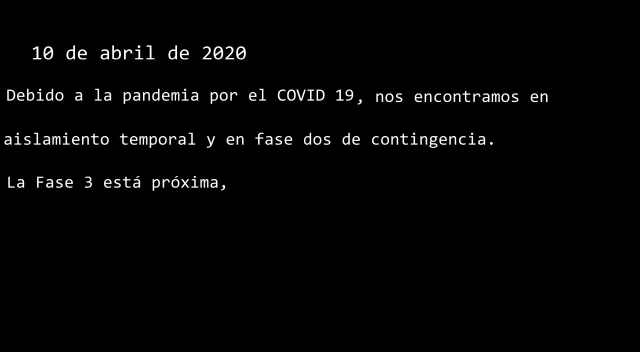 10 de abril de 2020
Debido a la pandemia por el COVID 19, nos encontramos en
aislamiento temporal y en fase dos de contingencia.
La Fase 3 está próxima,